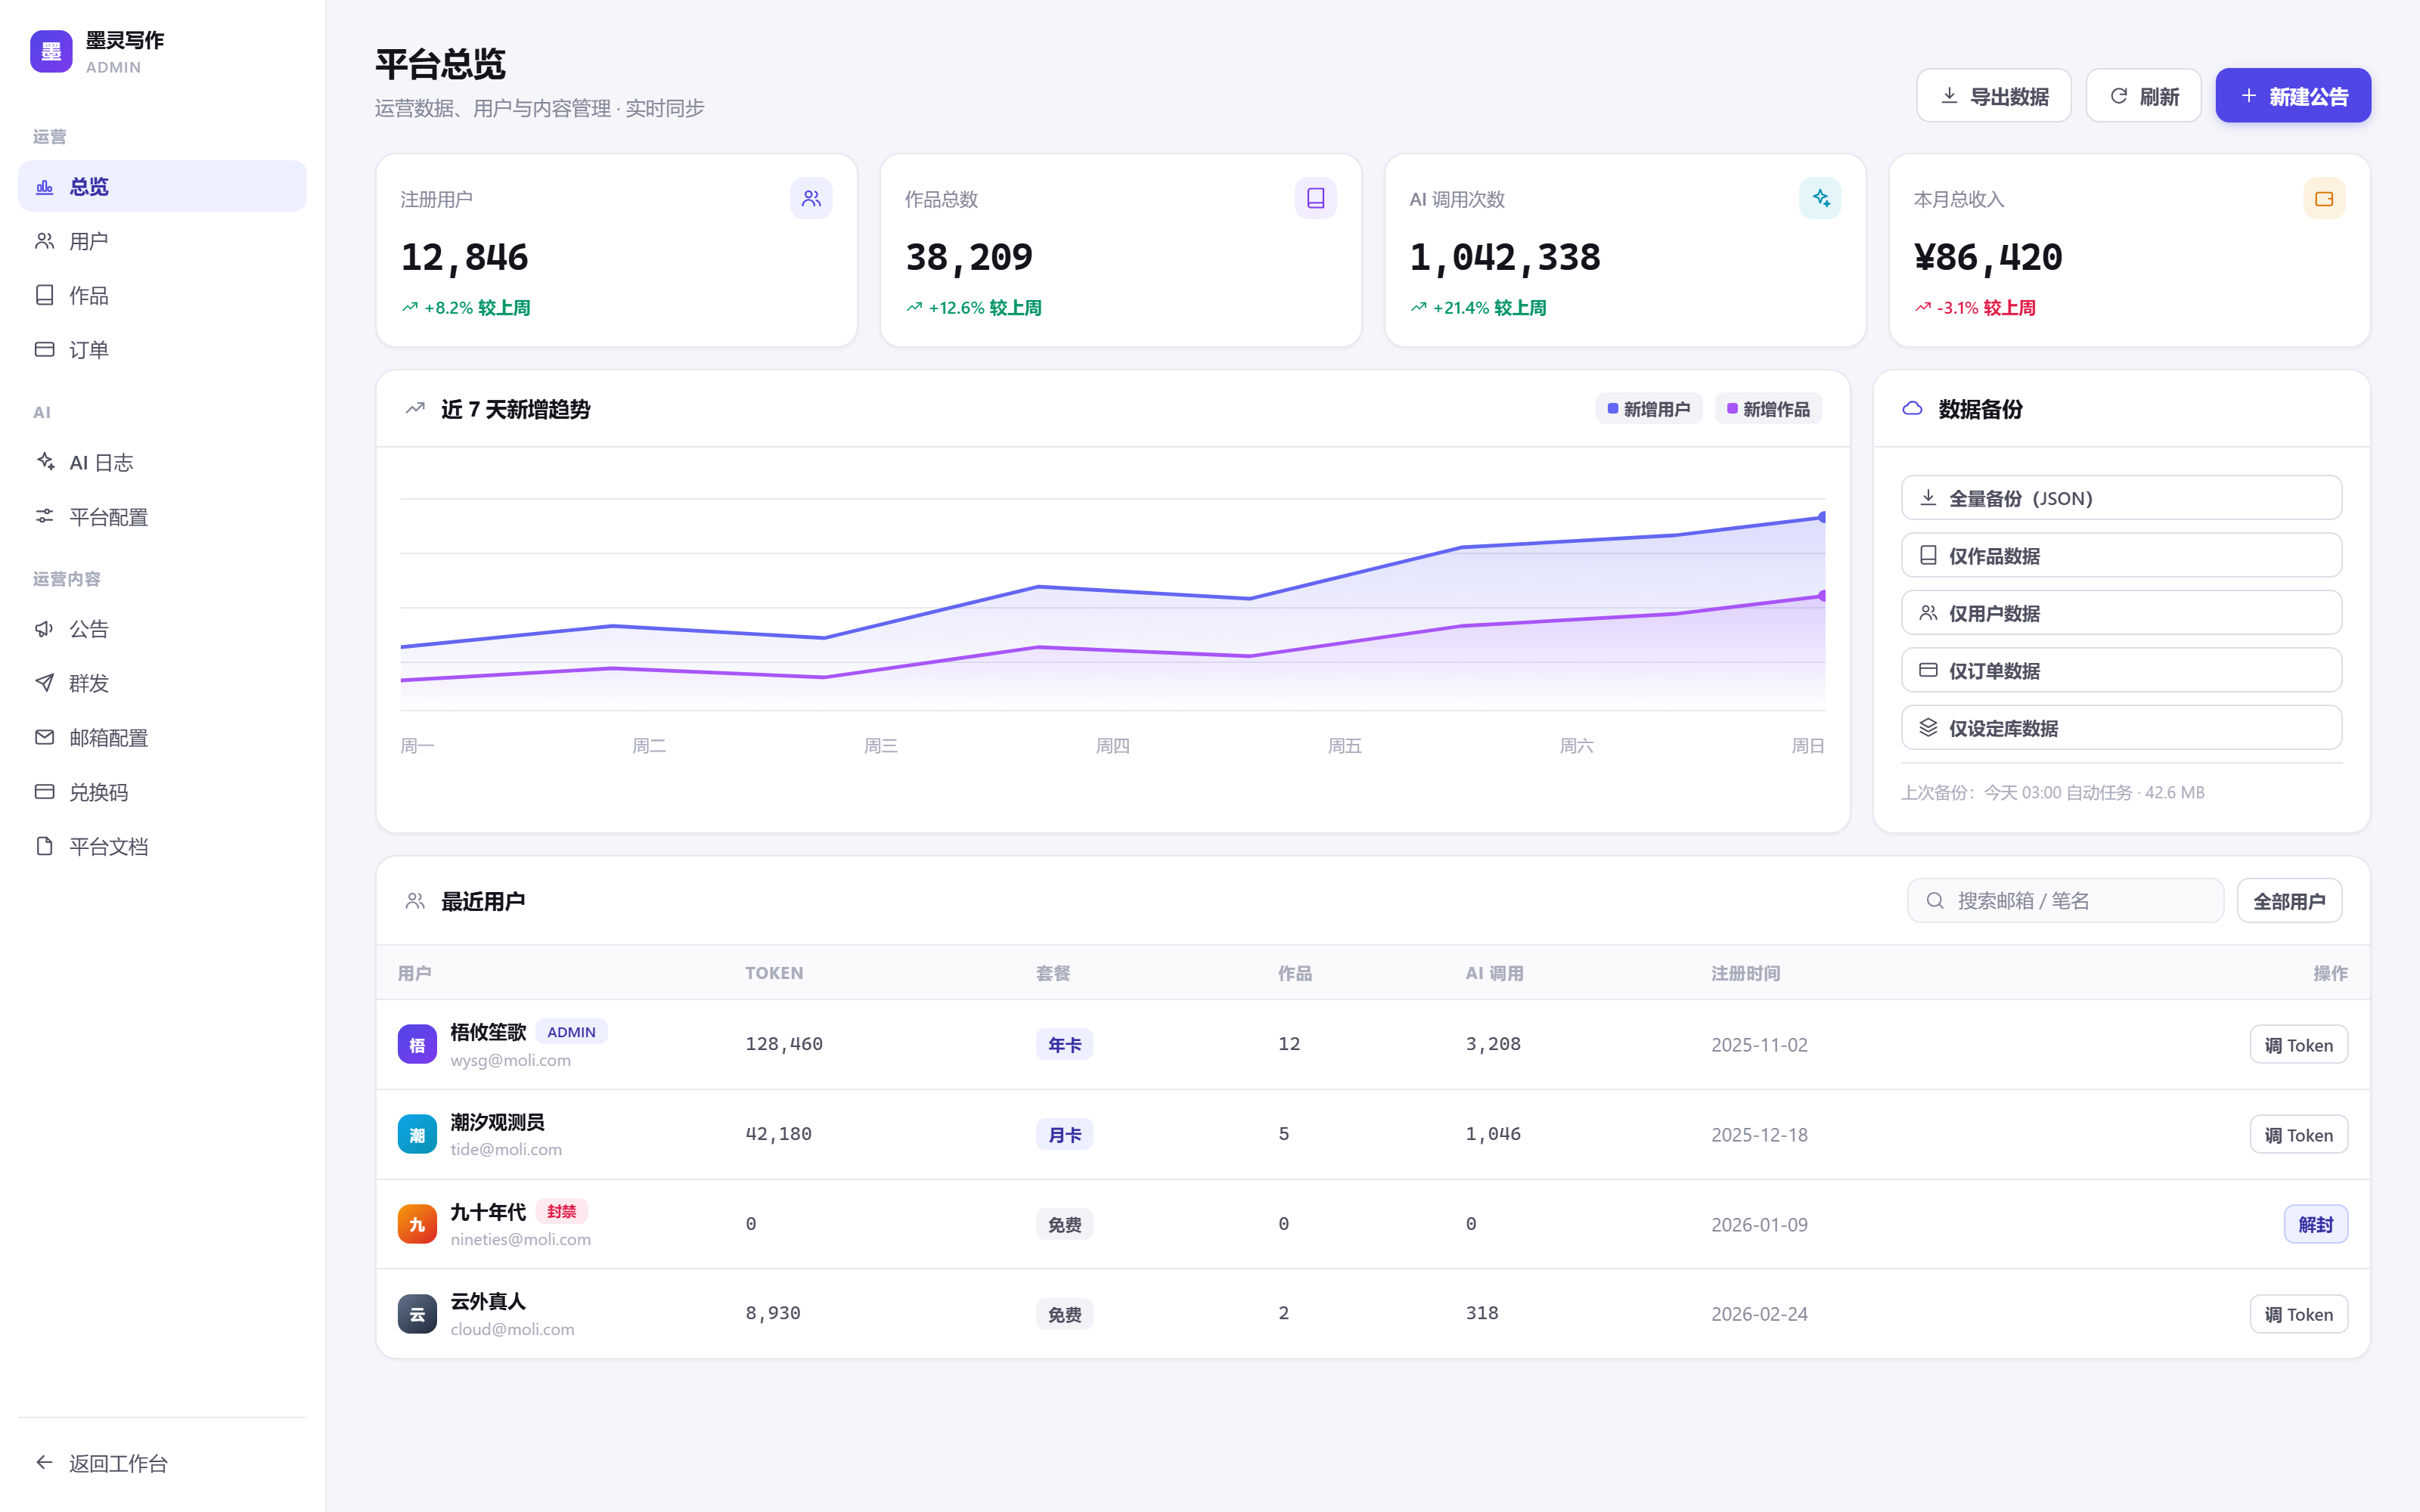 墨
墨灵写作
ADMIN
运营
总览
用户
作品
订单
AI
AI 日志
平台配置
运营内容
公告
群发
邮箱配置
兑换码
平台文档
返回工作台
平台总览
运营数据、用户与内容管理 · 实时同步
导出数据
刷新
新建公告
注册用户
12,846
+8.2% 较上周
作品总数
38,209
+12.6% 较上周
AI 调用次数
1,042,338
+21.4% 较上周
本月总收入
¥86,420
-3.1% 较上周
近 7 天新增趋势
新增用户
新增作品
周一 周二 周三 周四 周五 周六 周日
数据备份
全量备份（JSON）
仅作品数据
仅用户数据
仅订单数据
仅设定库数据
上次备份：今天 03:00 自动任务 · 42.6 MB
最近用户
搜索邮箱 / 笔名
全部用户
用户 TOKEN 套餐 作品 AI 调用 注册时间 操作
梧 梧攸笙歌 ADMIN 128,460 年卡 12 3,208 2025-11-02 调 Token
wysg@moli.com
潮 潮汐观测员 42,180 月卡 5 1,046 2025-12-18 调 Token
tide@moli.com
九 九十年代 封禁 0 免费 0 0 2026-01-09 解封
nineties@moli.com
云 云外真人 8,930 免费 2 318 2026-02-24 调 Token
cloud@moli.com